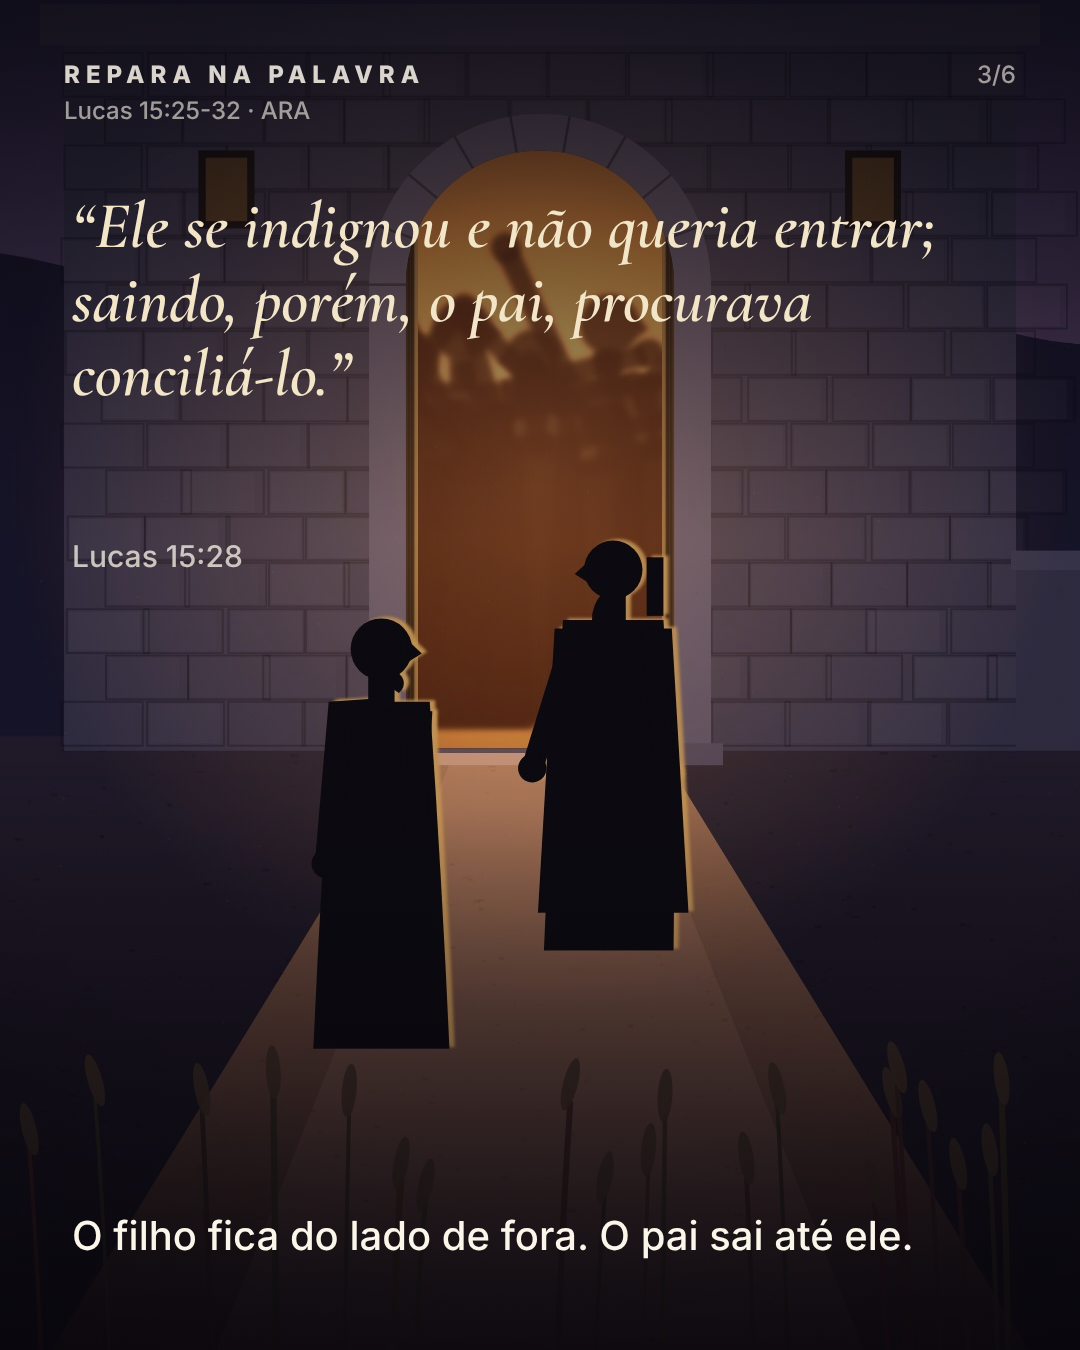 REPARA NA PALAVRA
3/6
Lucas 15:25-32 · ARA
“Ele se indignou e não queria entrar;
saindo, porém, o pai, procurava
conciliá-lo.”
Lucas 15:28
O filho fica do lado de fora. O pai sai até ele.